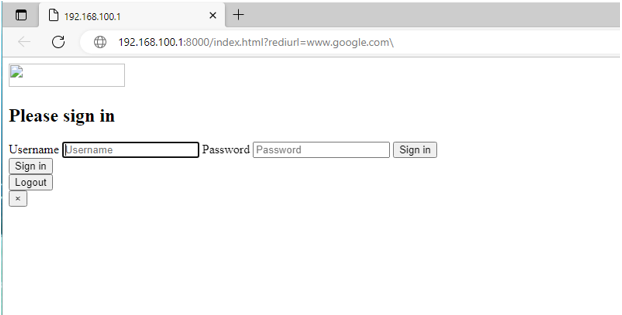 192.168.100.1
192.168.100.1:8000/index.html?rediurl=www.google.com\
Please sign in
Username Username Password Password Sign in
Sign in
Logout
×